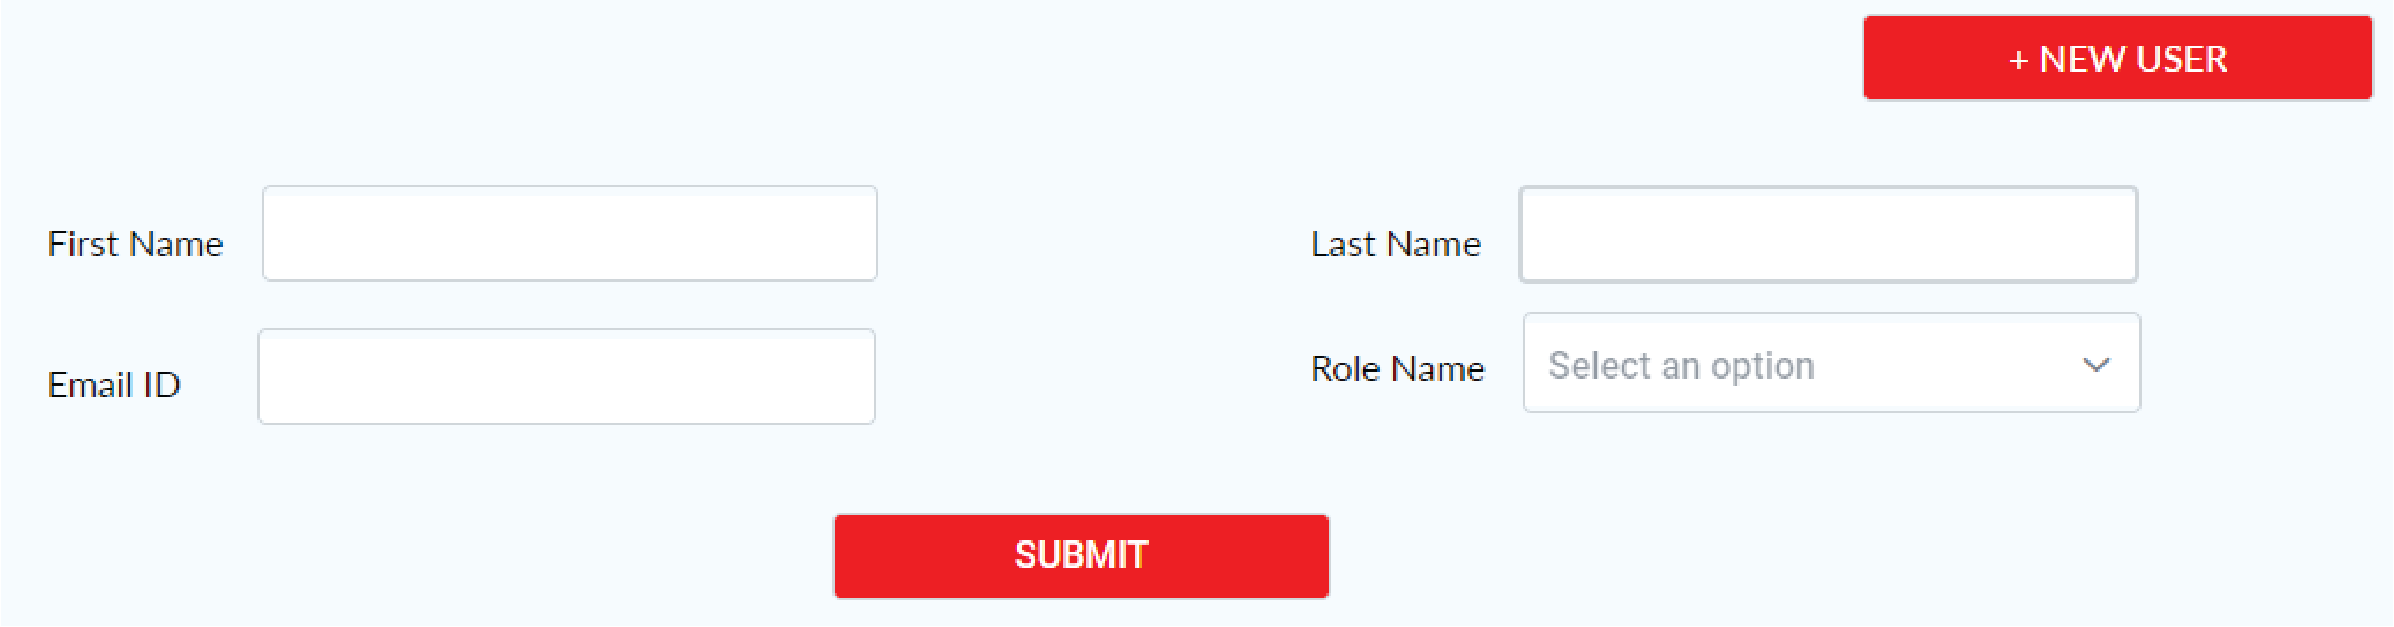 + NEW USER
First Name
Last Name
Email ID
Role Name
Select an option
SUBMIT